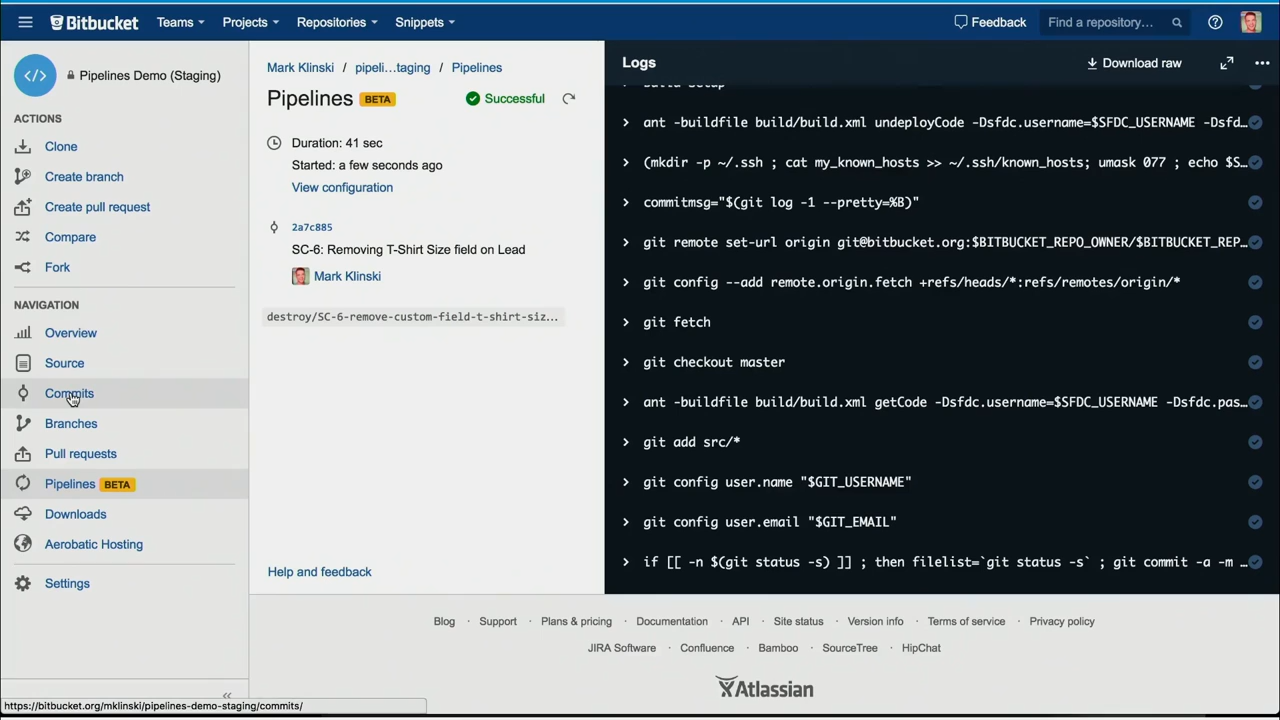 Bitbucket
Teams
Projects
Repositories
Snippets
Feedback
Find a repository...
</> Pipelines Demo (Staging)
ACTIONS
Clone
Create branch
Create pull request
Compare
Fork
NAVIGATION
Overview
Source
Commits
Branches
Pull requests
Pipelines BETA
Downloads
Aerobatic Hosting
Settings
https://bitbucket.org/mklinski/pipelines-demo-staging/commits/
Mark Klinski / pipeli…taging / Pipelines
Pipelines BETA
Successful
Duration: 41 sec
Started: a few seconds ago
View configuration
2a7c885
SC-6: Removing T-Shirt Size field on Lead
Mark Klinski
destroy/SC-6-remove-custom-field-t-shirt-siz...
Help and feedback
Logs
Download raw
build setup
ant -buildfile build/build.xml undeployCode -Dsfdc.username=$SFDC_USERNAME -Dsfd…
(mkdir -p ~/.ssh ; cat my_known_hosts >> ~/.ssh/known_hosts; umask 077 ; echo $S…
commitmsg="$(git log -1 --pretty=%B)"
git remote set-url origin git@bitbucket.org:$BITBUCKET_REPO_OWNER/$BITBUCKET_REP…
git config --add remote.origin.fetch +refs/heads/*:refs/remotes/origin/*
git fetch
git checkout master
ant -buildfile build/build.xml getCode -Dsfdc.username=$SFDC_USERNAME -Dsfdc.pas…
git add src/*
git config user.name "$GIT_USERNAME"
git config user.email "$GIT_EMAIL"
if [[ -n $(git status -s) ]] ; then filelist=`git status -s` ; git commit -a -m …
Blog · Support · Plans & pricing · Documentation · API · Site status · Version info · Terms of service · Privacy policy
JIRA Software · Confluence · Bamboo · SourceTree · HipChat
Atlassian